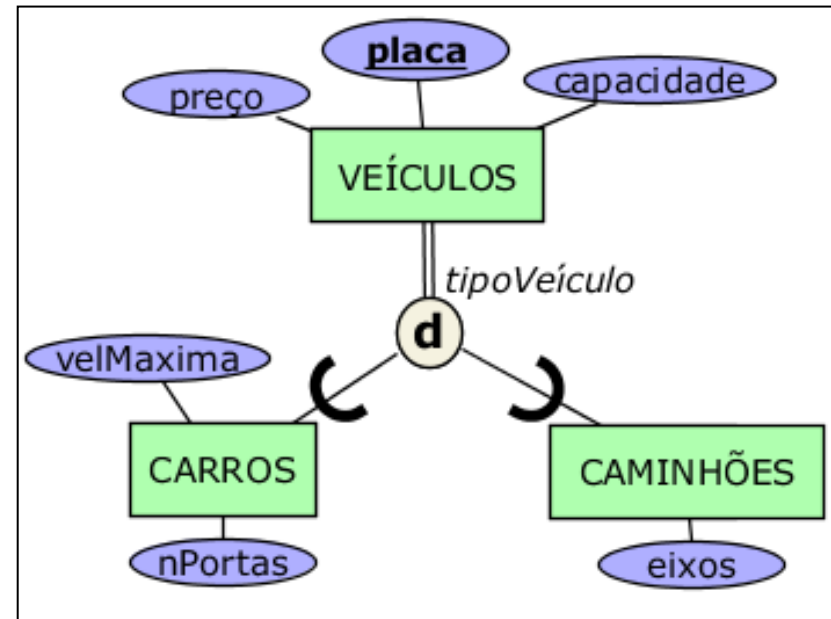 placa
preço
capacidade
VEÍCULOS
tipoVeículo
d
velMaxima
CARROS
CAMINHÕES
nPortas
eixos